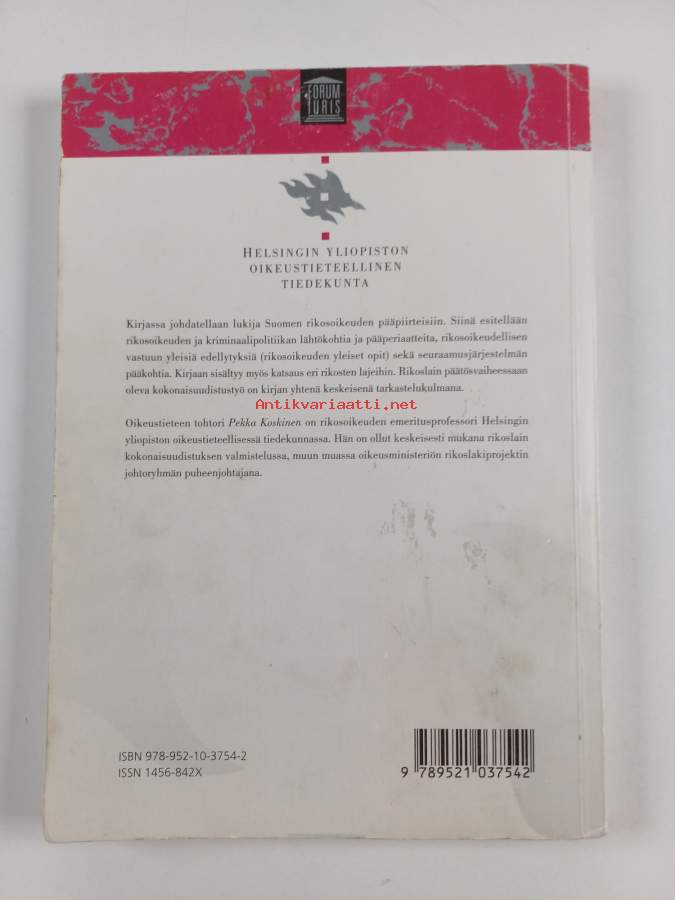 FORUM
IURIS
HELSINGIN YLIOPISTON
OIKEUSTIETEELLINEN
TIEDEKUNTA
Kirjassa johdatellaan lukija Suomen rikosoikeuden pääpiirteisiin. Siinä esitellään
rikosoikeuden ja kriminaalipolitiikan lähtökohtia ja pääperiaatteita, rikosoikeudellisen
vastuun yleisiä edellytyksiä (rikosoikeuden yleiset opit) sekä seuraamusjärjestelmän
pääkohtia. Kirjaan sisältyy myös katsaus eri rikosten lajeihin. Rikoslain päätösvaiheessaan
oleva kokonaisuudistustyö on kirjan yhtenä keskeisenä tarkastelukulmana.
Antikvariaatti.net
Oikeustieteen tohtori Pekka Koskinen on rikosoikeuden emeritusprofessori Helsingin
yliopiston oikeustieteellisessä tiedekunnassa. Hän on ollut keskeisesti mukana rikoslain
kokonaisuudistuksen valmistelussa, muun muassa oikeusministeriön rikoslakiprojektin
johtoryhmän puheenjohtajana.
ISBN 978-952-10-3754-2
ISSN 1456-842X
9 789521 037542